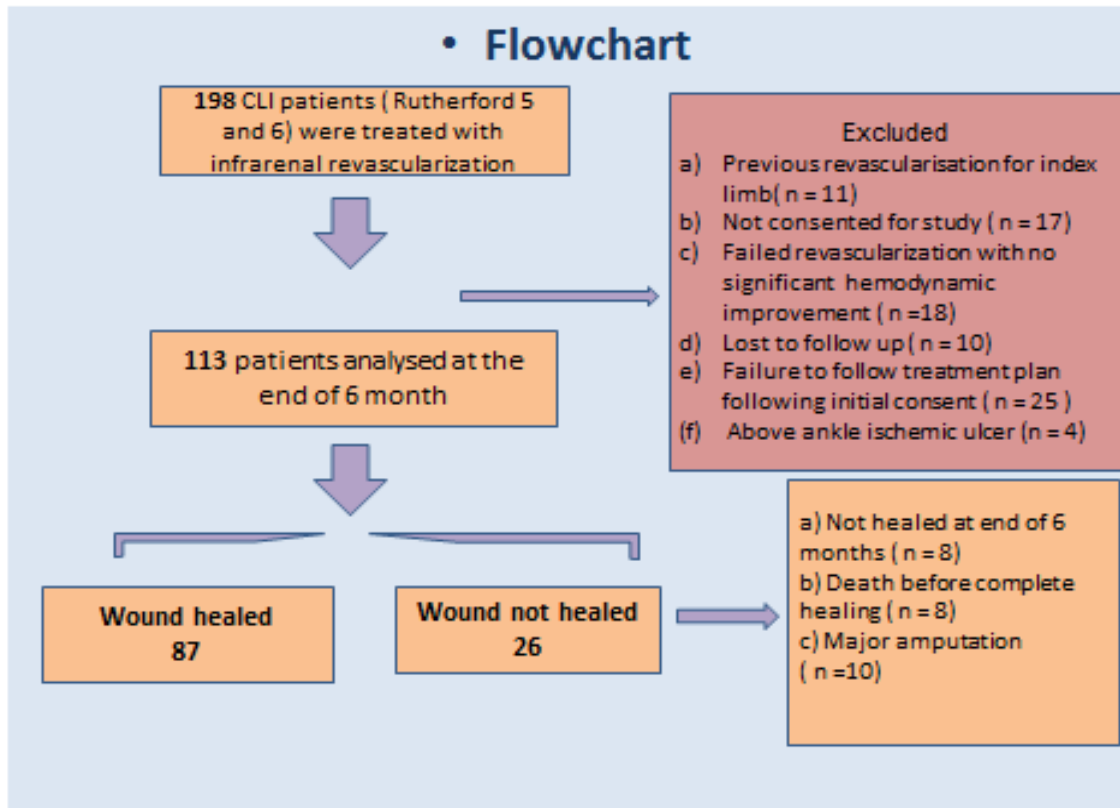 • Flowchart
198 CLI patients ( Rutherford 5
and 6) were treated with
infrarenal revascularization
Excluded
a) Previous revascularisation for index
limb( n = 11)
b) Not consented for study ( n = 17)
c) Failed revascularization with no
significant hemodynamic
improvement ( n =18)
d) Lost to follow up ( n = 10)
e) Failure to follow treatment plan
following initial consent ( n = 25 )
(f) Above ankle ischemic ulcer (n = 4)
113 patients analysed at the
end of 6 month
Wound healed
87
Wound not healed
26
a) Not healed at end of 6
months ( n = 8)
b) Death before complete
healing ( n = 8)
c) Major amputation
( n =10)